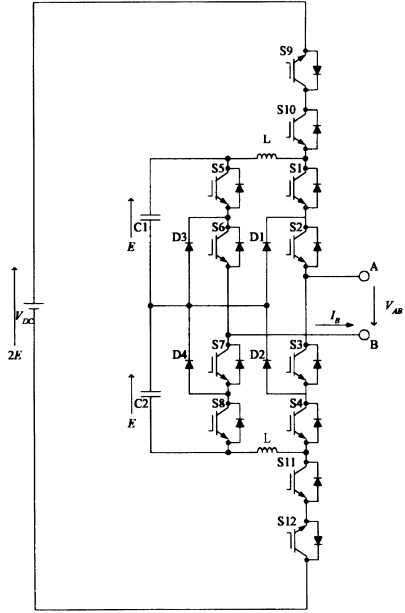 S9
S10
L
S5
S1
C1
E
D3
S6
D1
S2
A
V_DC
2E
I_B
V_AB
B
S7
S3
D4
D2
C2
E
S8
S4
L
S11
S12